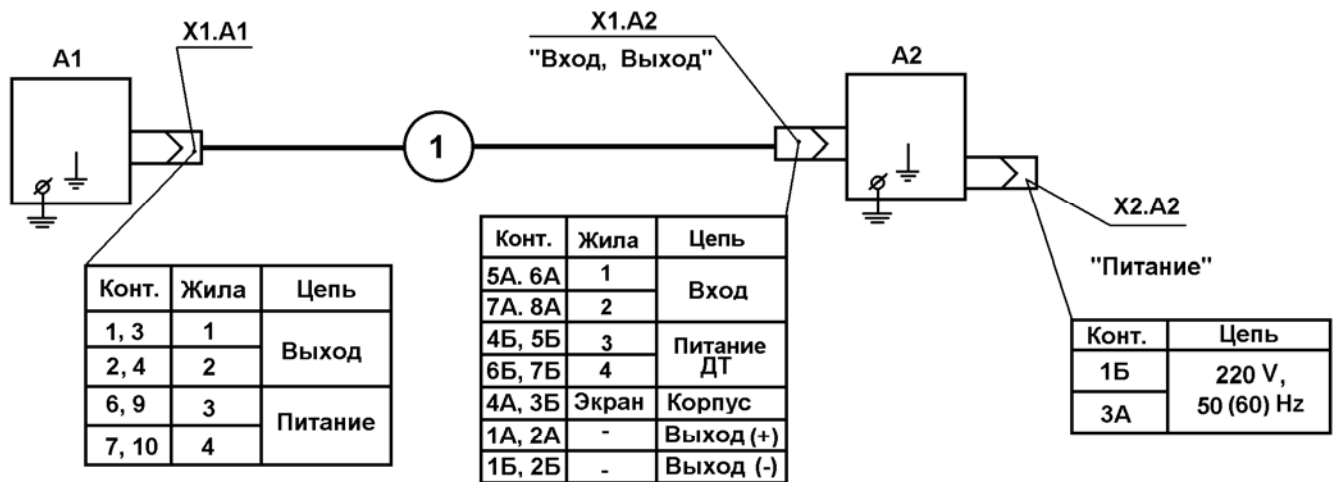 X1.A1
X1.A2
"Вход, Выход"
A1
A2
1
X2.A2
"Питание"
Конт. Жила Цепь
1, 3 1 Выход
2, 4 2
6, 9 3 Питание
7, 10 4
Конт. Жила Цепь
5А. 6А 1 Вход
7А. 8А 2
4Б, 5Б 3 Питание
ДТ
6Б, 7Б 4
4А, 3Б Экран Корпус
1А, 2А - Выход (+)
1Б, 2Б - Выход (-)
Конт. Цепь
1Б 220 V,
3А 50 (60) Hz